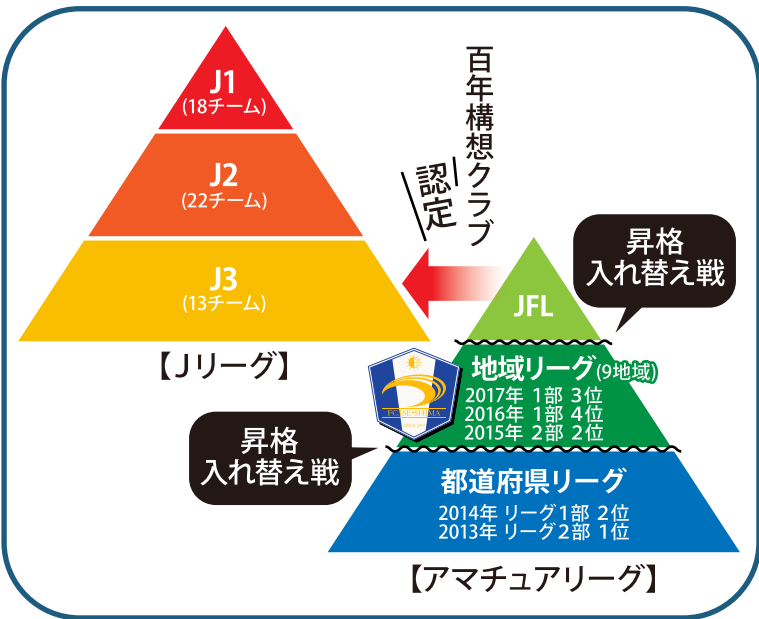 J1
(18チーム)
J2
(22チーム)
J3
(13チーム)
【Jリーグ】
百年構想クラブ
認定
昇格
入れ替え戦
JFL
地域リーグ(9地域)
2017年 1部 3位
2016年 1部 4位
2015年 2部 2位
FC.ISE-SHIMA
昇格
入れ替え戦
都道府県リーグ
2014年 リーグ1部 2位
2013年 リーグ2部 1位
【アマチュアリーグ】